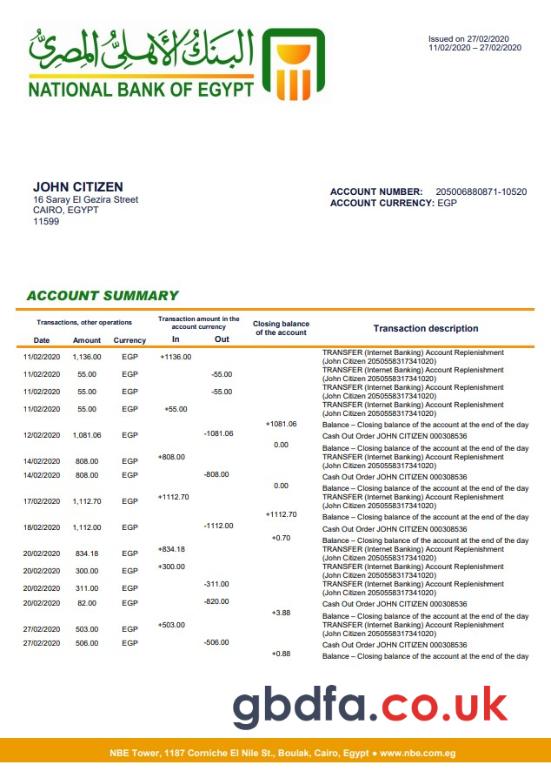 البنك الأهلي المصري
NATIONAL BANK OF EGYPT
Issued on 27/02/2020
11/02/2020 – 27/02/2020
JOHN CITIZEN
16 Saray El Gezira Street
CAIRO, EGYPT
11599
ACCOUNT NUMBER: 205006880871-10520
ACCOUNT CURRENCY: EGP
ACCOUNT SUMMARY
Transactions, other operations
Transaction amount in the account currency
Closing balance of the account
Transaction description
Date Amount Currency In Out
11/02/2020 1,136.00 EGP +1136.00 TRANSFER (Internet Banking) Account Replenishment
(John Citizen 2050558317341020)
11/02/2020 55.00 EGP -55.00 TRANSFER (Internet Banking) Account Replenishment
(John Citizen 2050558317341020)
11/02/2020 55.00 EGP -55.00 TRANSFER (Internet Banking) Account Replenishment
(John Citizen 2050558317341020)
11/02/2020 55.00 EGP +55.00 TRANSFER (Internet Banking) Account Replenishment
(John Citizen 2050558317341020)
+1081.06 Balance – Closing balance of the account at the end of the day
12/02/2020 1,081.06 EGP -1081.06 Cash Out Order JOHN CITIZEN 000308536
0.00 Balance – Closing balance of the account at the end of the day
14/02/2020 808.00 EGP +808.00 TRANSFER (Internet Banking) Account Replenishment
(John Citizen 2050558317341020)
14/02/2020 808.00 EGP -808.00 Cash Out Order JOHN CITIZEN 000308536
0.00 Balance – Closing balance of the account at the end of the day
17/02/2020 1,112.70 EGP +1112.70 TRANSFER (Internet Banking) Account Replenishment
(John Citizen 2050558317341020)
+1112.70 Balance – Closing balance of the account at the end of the day
18/02/2020 1,112.00 EGP -1112.00 Cash Out Order JOHN CITIZEN 000308536
+0.70 Balance – Closing balance of the account at the end of the day
20/02/2020 834.18 EGP +834.18 TRANSFER (Internet Banking) Account Replenishment
(John Citizen 2050558317341020)
20/02/2020 300.00 EGP +300.00 TRANSFER (Internet Banking) Account Replenishment
(John Citizen 2050558317341020)
20/02/2020 311.00 EGP -311.00 TRANSFER (Internet Banking) Account Replenishment
(John Citizen 2050558317341020)
20/02/2020 82.00 EGP -820.00 Cash Out Order JOHN CITIZEN 000308536
+3.88 Balance – Closing balance of the account at the end of the day
27/02/2020 503.00 EGP +503.00 TRANSFER (Internet Banking) Account Replenishment
(John Citizen 2050558317341020)
27/02/2020 506.00 EGP -506.00 Cash Out Order JOHN CITIZEN 000308536
+0.88 Balance – Closing balance of the account at the end of the day
gbdfa.co.uk
NBE Tower, 1187 Corniche El Nile St., Boulak, Cairo, Egypt ● www.nbe.com.eg